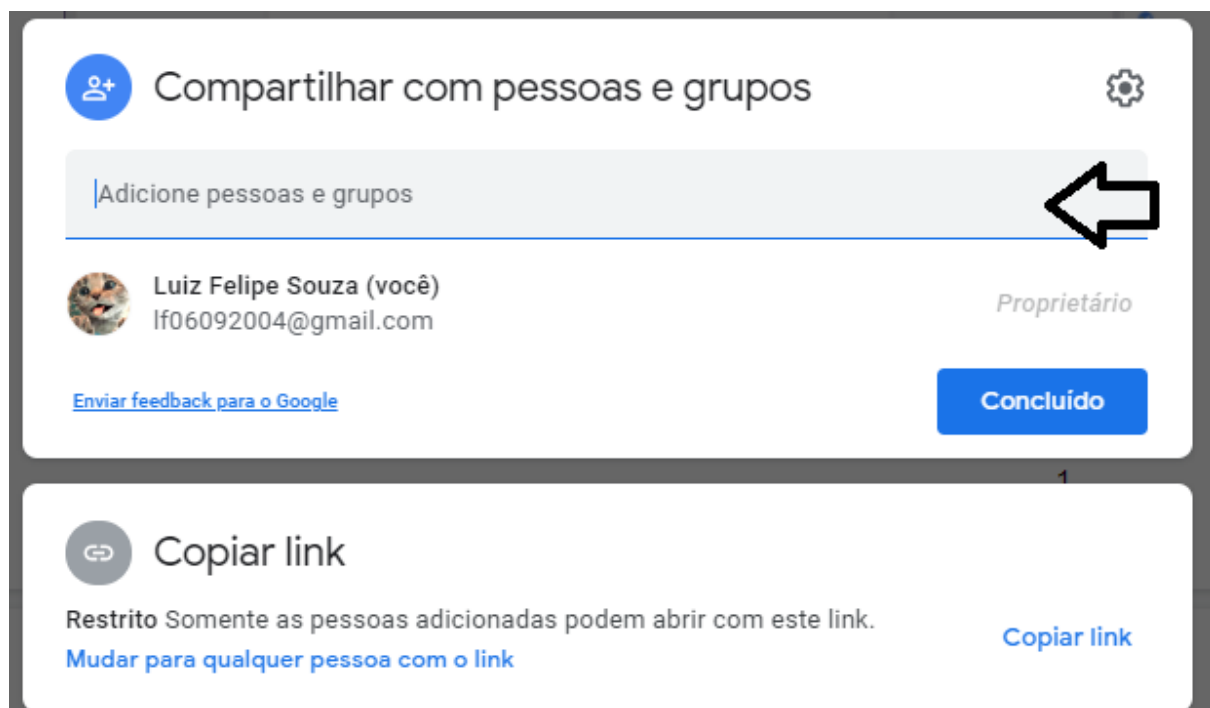 Compartilhar com pessoas e grupos
Adicione pessoas e grupos
Luiz Felipe Souza (você)
lf06092004@gmail.com
Proprietário
Enviar feedback para o Google
Concluído
1
Copiar link
Restrito Somente as pessoas adicionadas podem abrir com este link.
Mudar para qualquer pessoa com o link
Copiar link